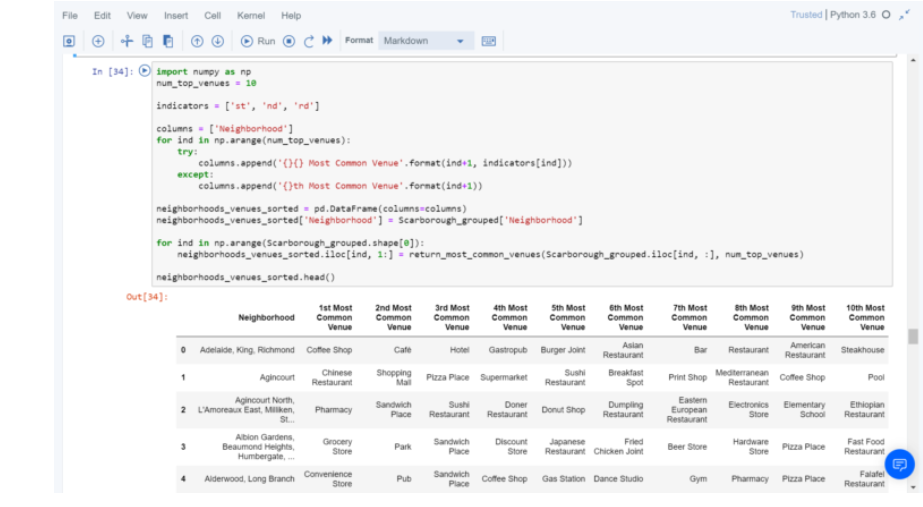 File Edit View Insert Cell Kernel Help Trusted | Python 3.6
Run Format Markdown
In [34]: import numpy as np
num_top_venues = 10
indicators = ['st', 'nd', 'rd']
columns = ['Neighborhood']
for ind in np.arange(num_top_venues):
try:
columns.append('{}{} Most Common Venue'.format(ind+1, indicators[ind]))
except:
columns.append('{}th Most Common Venue'.format(ind+1))
neighborhoods_venues_sorted = pd.DataFrame(columns=columns)
neighborhoods_venues_sorted['Neighborhood'] = Scarborough_grouped['Neighborhood']
for ind in np.arange(Scarborough_grouped.shape[0]):
neighborhoods_venues_sorted.iloc[ind, 1:] = return_most_common_venues(Scarborough_grouped.iloc[ind, :], num_top_venues)
neighborhoods_venues_sorted.head()
Out[34]:
1st Most 2nd Most 3rd Most 4th Most 5th Most 6th Most 7th Most 8th Most 9th Most 10th Most
Neighborhood Common Common Common Common Common Common Common Common Common Common
Venue Venue Venue Venue Venue Venue Venue Venue Venue Venue
0 Adelaide, King, Richmond Coffee Shop Café Hotel Gastropub Burger Joint Asian Restaurant Bar Restaurant American Restaurant Steakhouse
1 Agincourt Chinese Restaurant Shopping Mall Pizza Place Supermarket Sushi Restaurant Breakfast Spot Print Shop Mediterranean Restaurant Coffee Shop Pool
2 Agincourt North, L'Amoreaux East, Milliken, St... Pharmacy Sandwich Place Sushi Restaurant Doner Restaurant Donut Shop Dumpling Restaurant Eastern European Restaurant Electronics Store Elementary School Ethiopian Restaurant
3 Albion Gardens, Beaumond Heights, Humbergate, ... Grocery Store Park Sandwich Place Discount Store Japanese Restaurant Fried Chicken Joint Beer Store Hardware Store Pizza Place Fast Food Restaurant
4 Alderwood, Long Branch Convenience Store Pub Sandwich Place Coffee Shop Gas Station Dance Studio Gym Pharmacy Pizza Place Falafel Restaurant